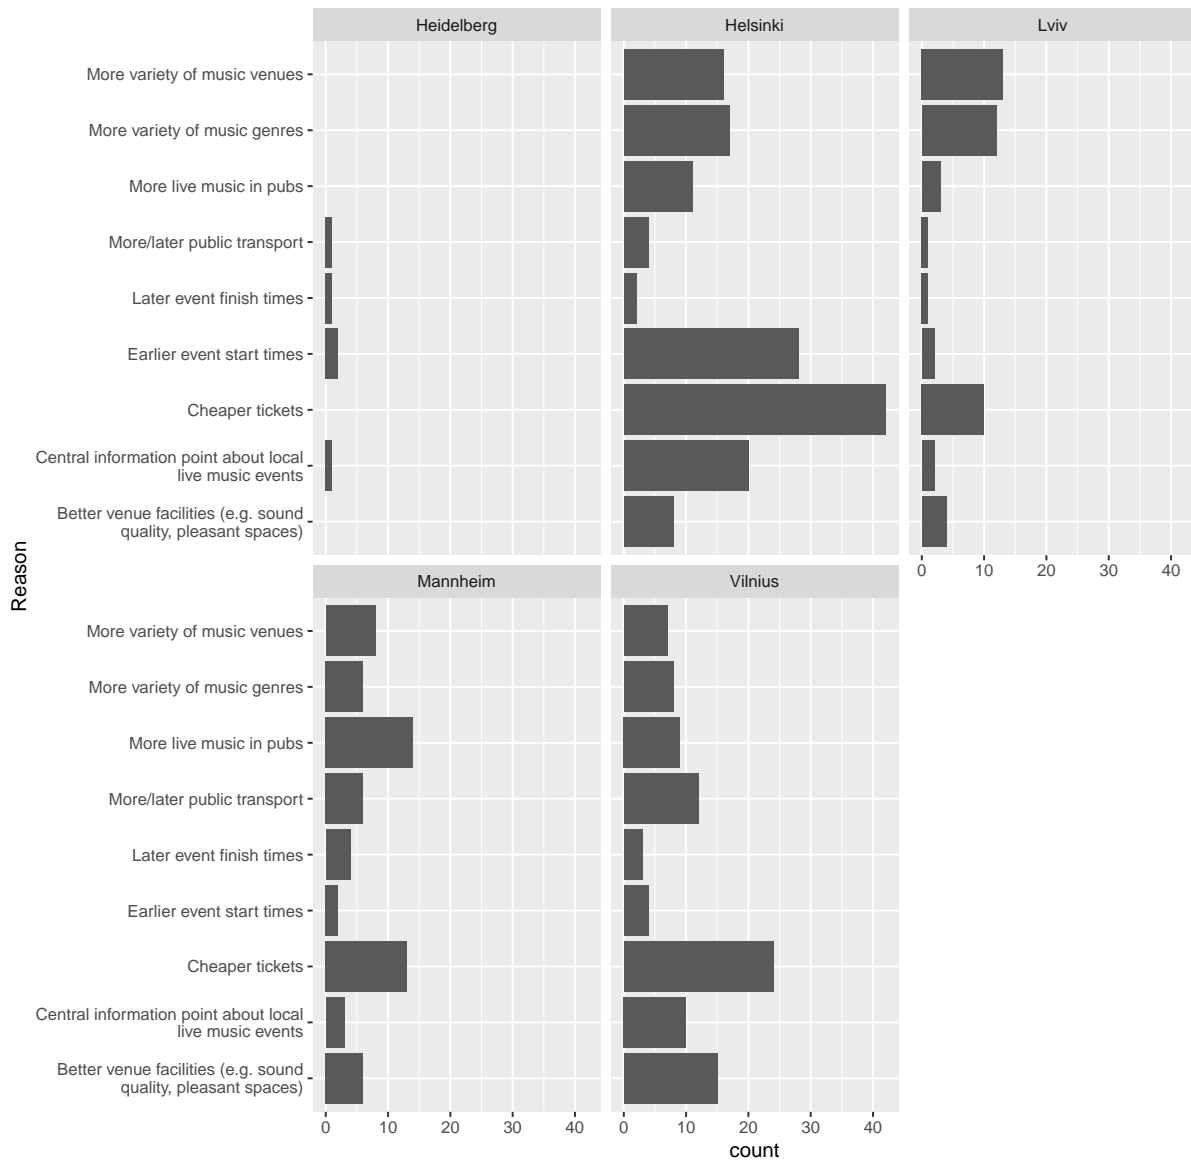 Heidelberg
Helsinki
Lviv
More variety of music venues
More variety of music genres
More live music in pubs
More/later public transport
Later event finish times
Earlier event start times
Cheaper tickets
Central information point about local
live music events
Better venue facilities (e.g. sound
quality, pleasant spaces)
0 10 20 30 40
Reason
Mannheim
Vilnius
More variety of music venues
More variety of music genres
More live music in pubs
More/later public transport
Later event finish times
Earlier event start times
Cheaper tickets
Central information point about local
live music events
Better venue facilities (e.g. sound
quality, pleasant spaces)
0 10 20 30 40
0 10 20 30 40
count